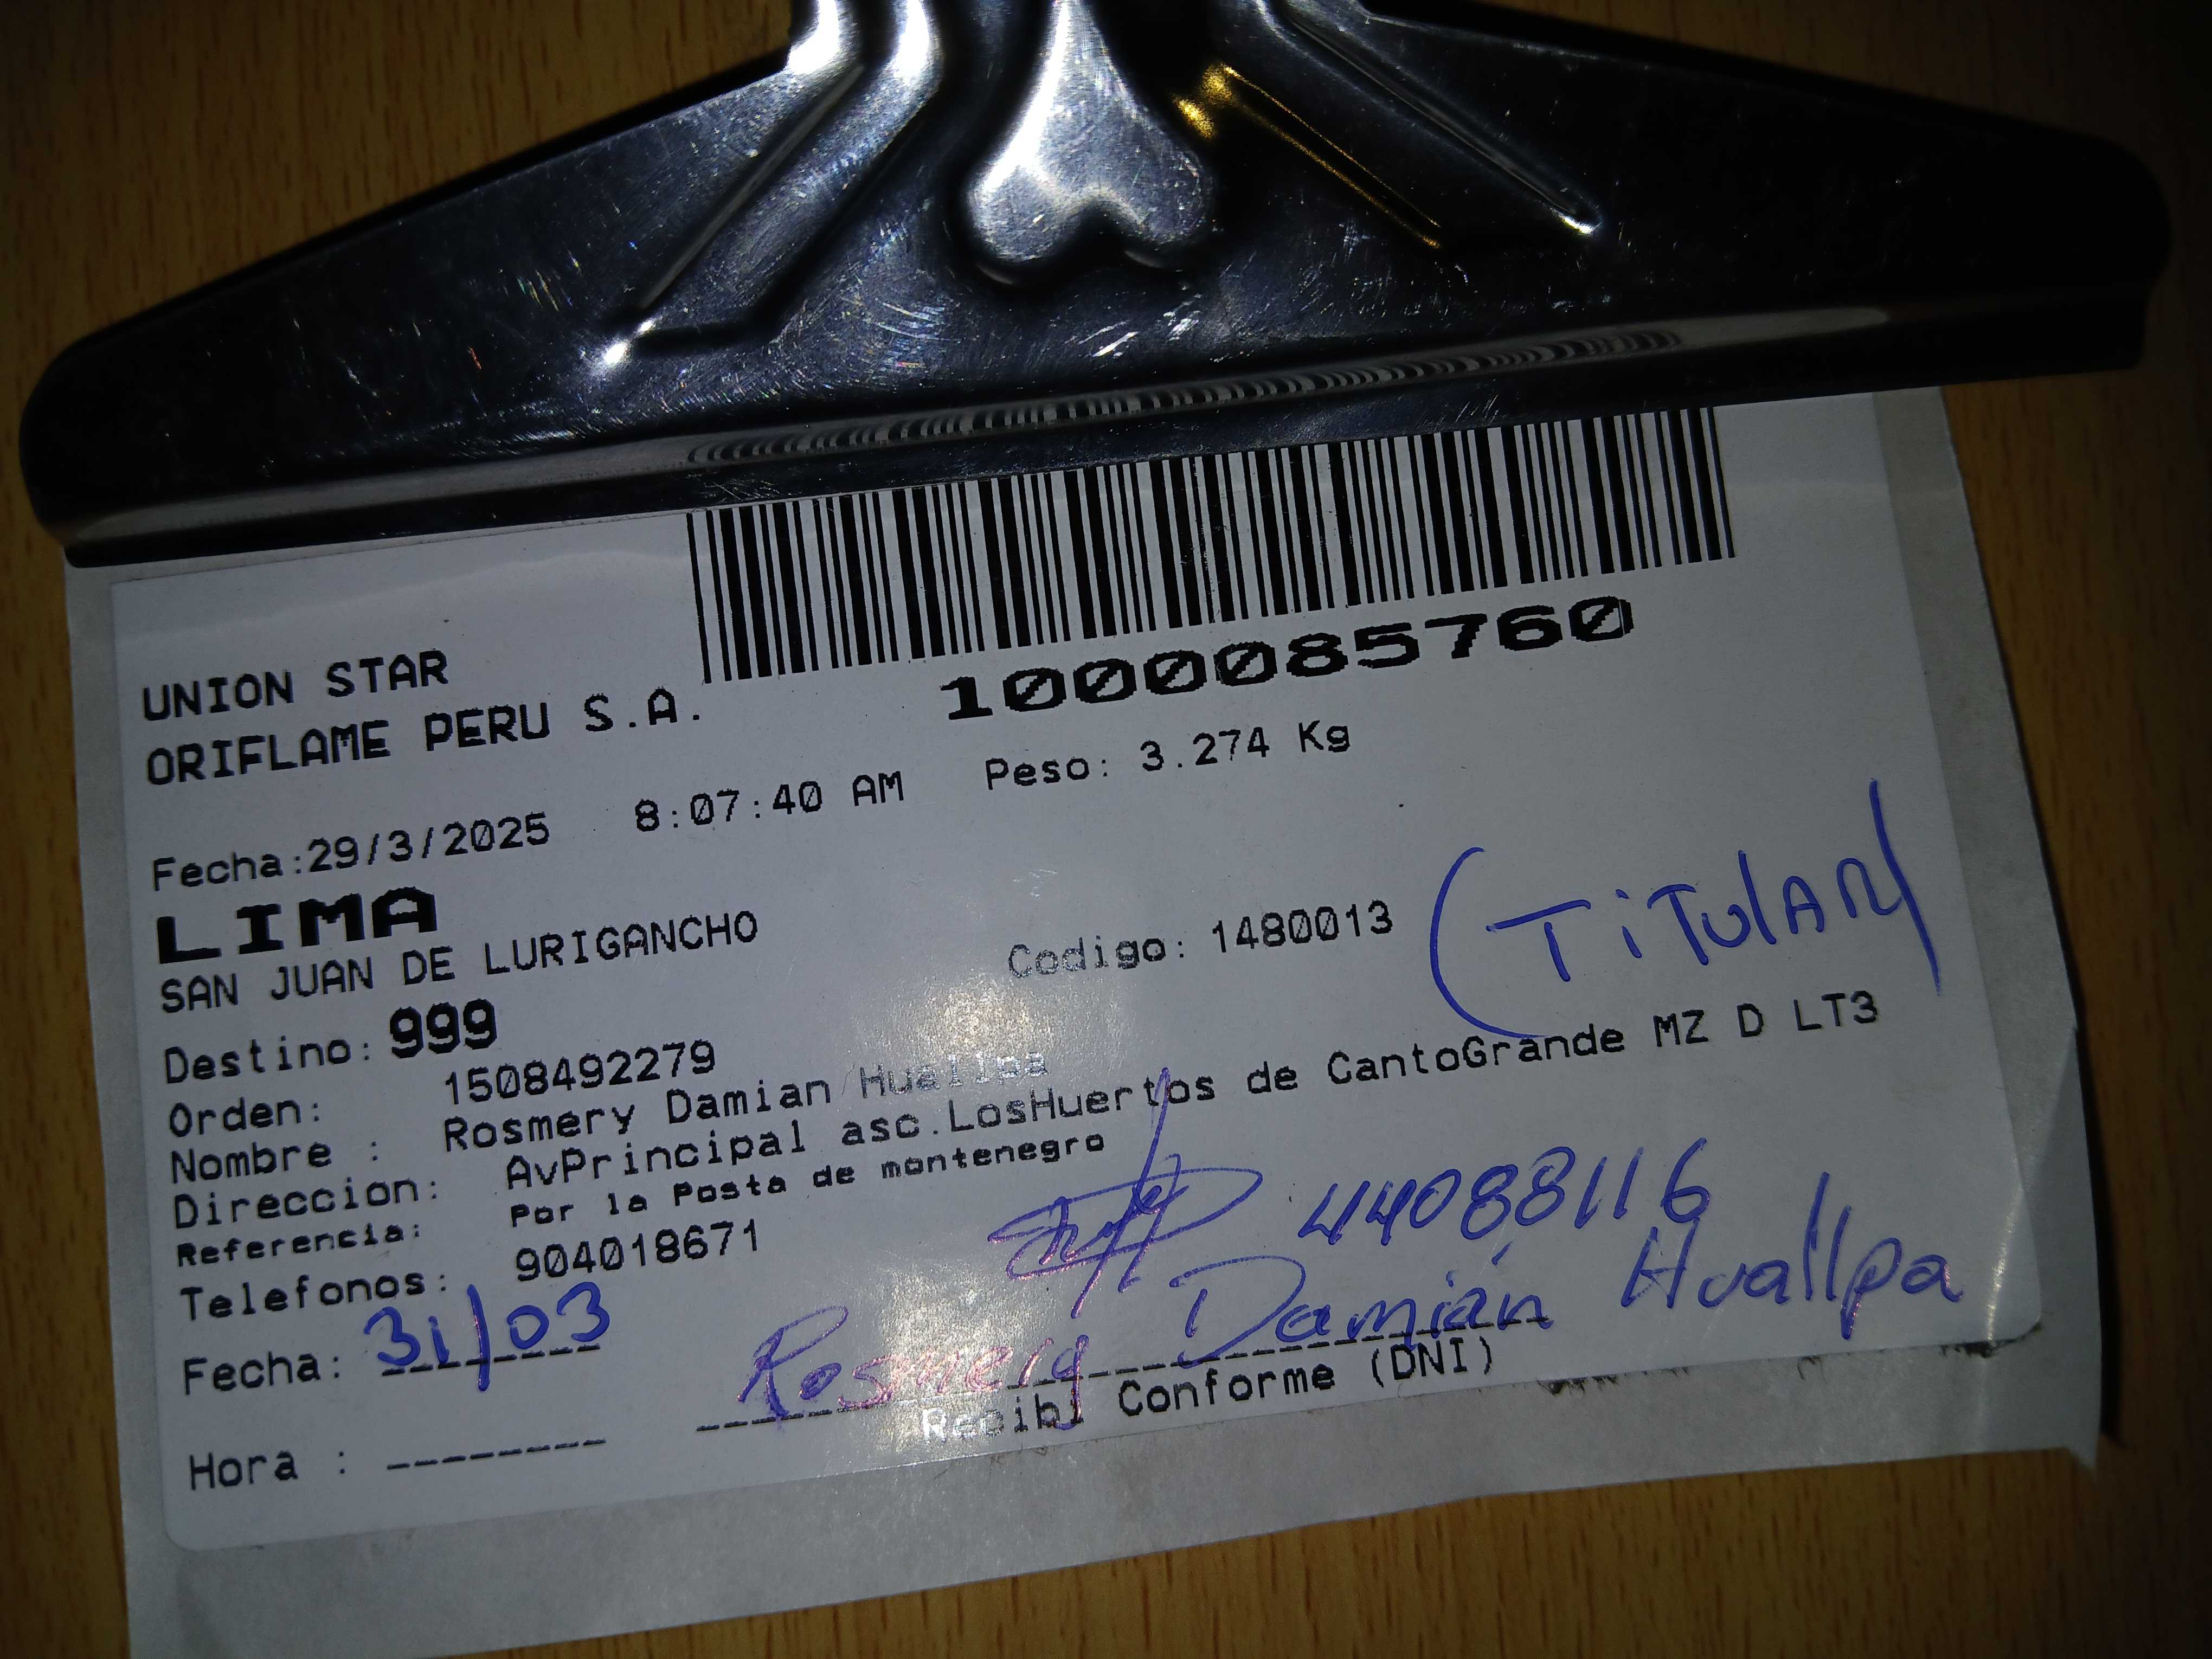 1000085760
UNION STAR
ORIFLAME PERU S.A.
Fecha:29/3/2025 8:07:40 AM Peso: 3.274 Kg
LIMA
SAN JUAN DE LURIGANCHO Codigo: 1480013 (TiTulAR)
Destino: 999
Orden: 1508492279
Nombre : Rosmery Damian Huallpa
Direccion: AvPrincipal asc.LosHuertos de CantoGrande MZ D LT3
Referencia: Por la Posta de montenegro
Telefonos: 904018671 44088116
Fecha: 31/03 Rosmery Damián Huallpa
Hora : Recibi Conforme (DNI)